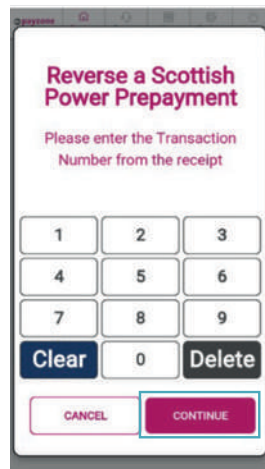 payzone
Reverse a Scottish
Power Prepayment
Please enter the Transaction
Number from the receipt
1 2 3
4 5 6
7 8 9
Clear 0 Delete
CANCEL CONTINUE